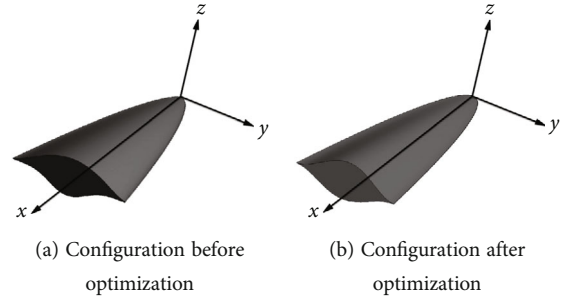 z
y
x
(a) Configuration before
optimization
z
y
x
(b) Configuration after
optimization